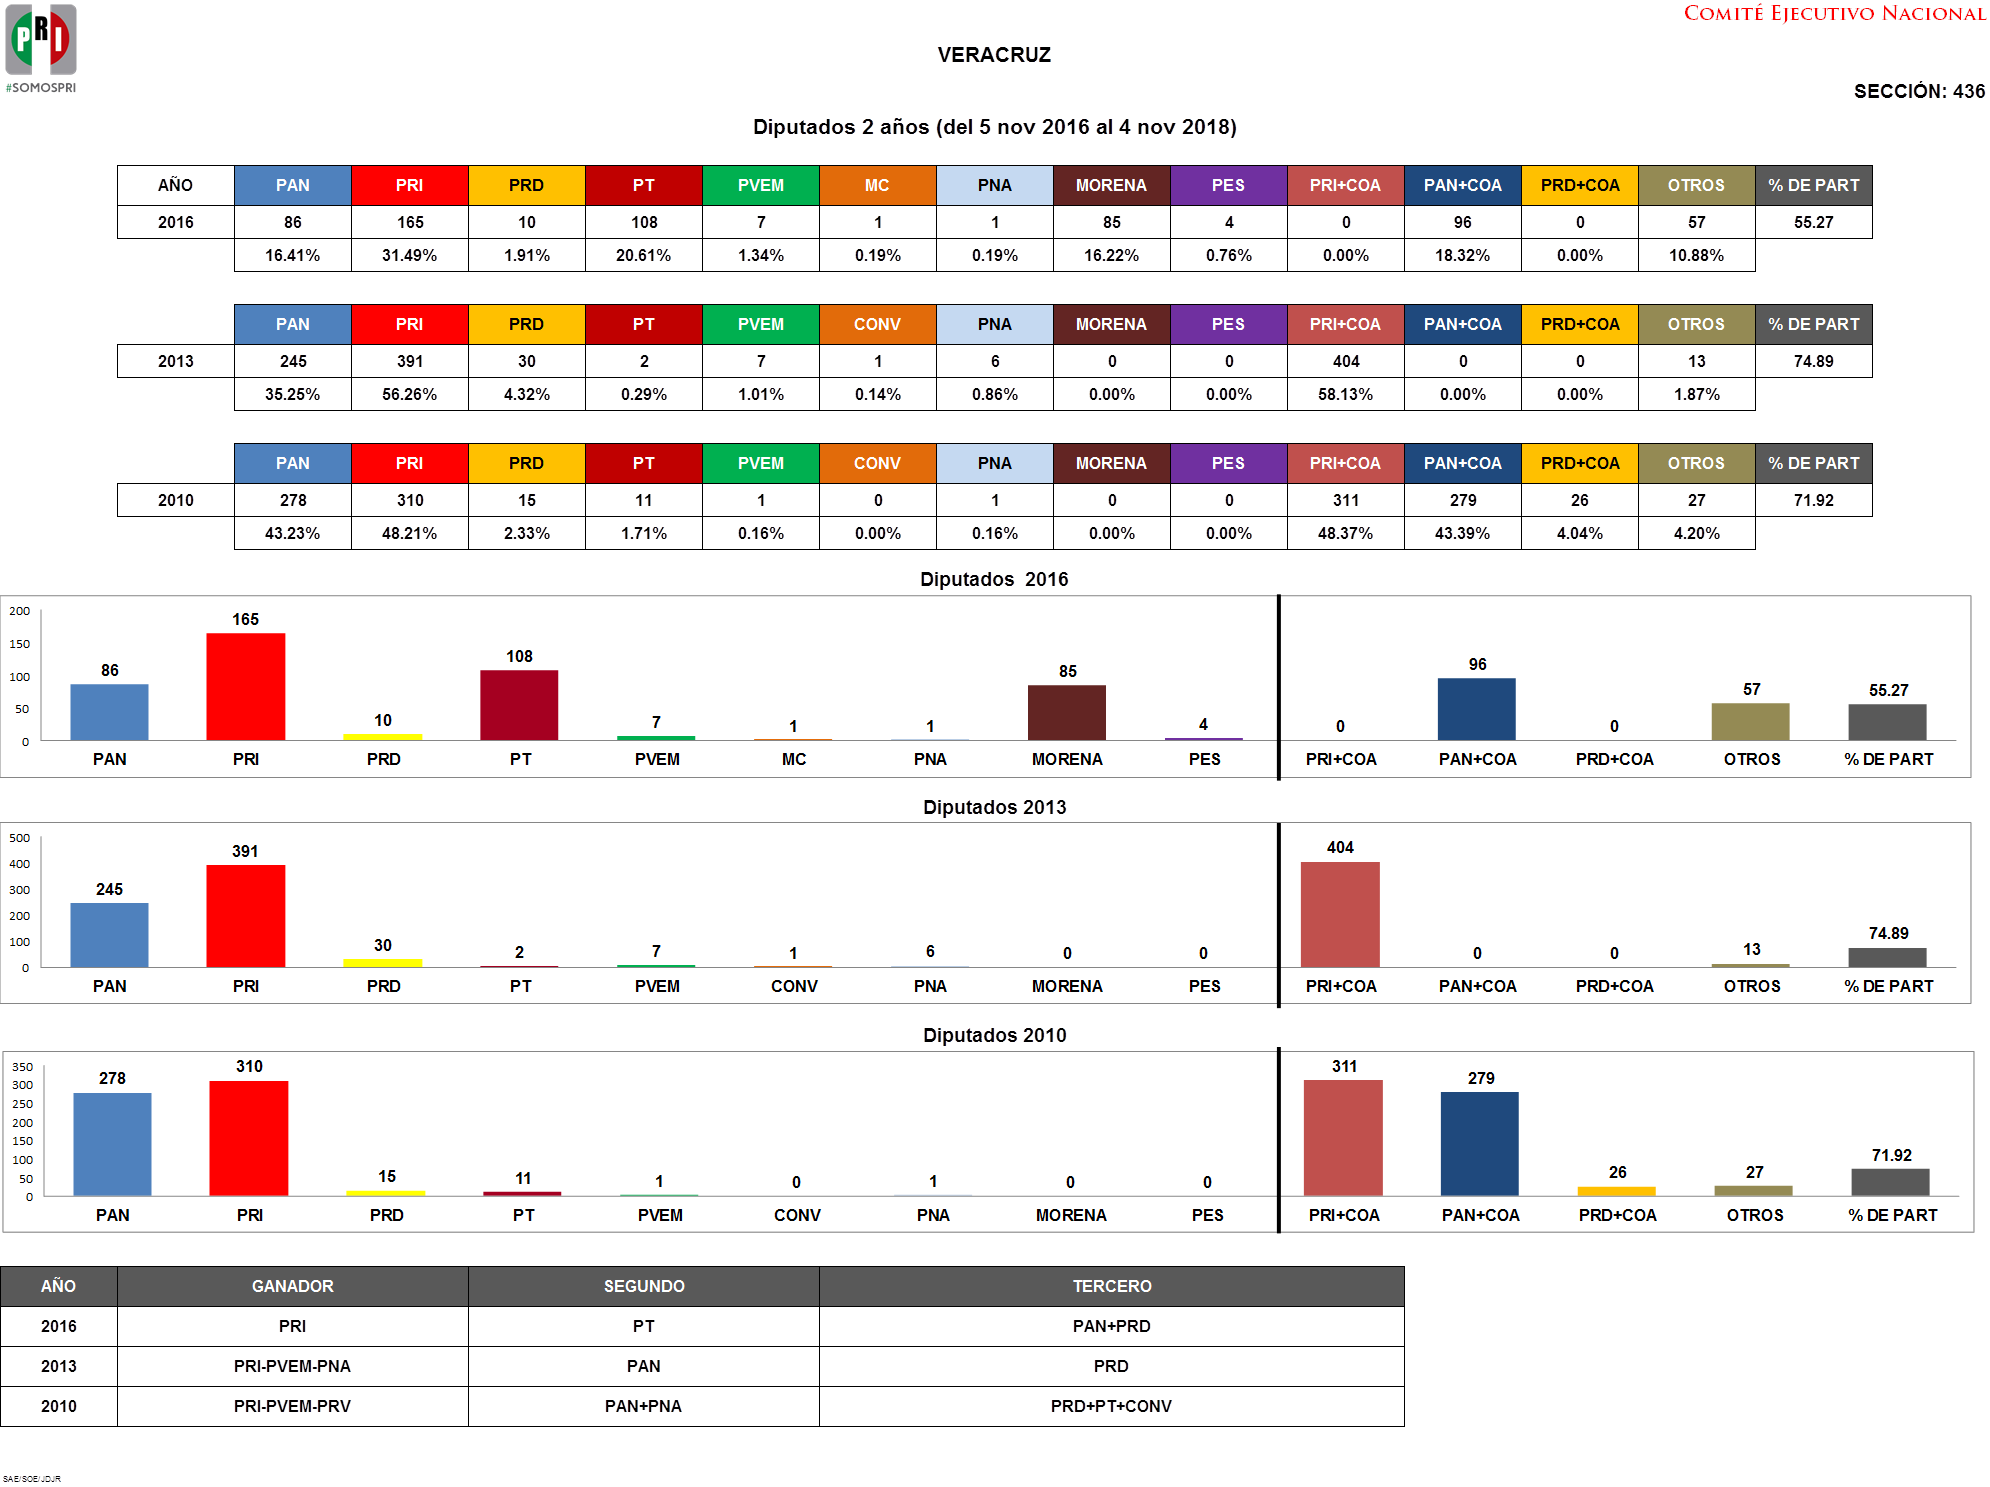 PRI
#SOMOSPRI
COMITÉ EJECUTIVO NACIONAL
VERACRUZ
SECCIÓN: 436
Diputados 2 años (del 5 nov 2016 al 4 nov 2018)
AÑO PAN PRI PRD PT PVEM MC PNA MORENA PES PRI+COA PAN+COA PRD+COA OTROS % DE PART
2016 86 165 10 108 7 1 1 85 4 0 96 0 57 55.27
16.41% 31.49% 1.91% 20.61% 1.34% 0.19% 0.19% 16.22% 0.76% 0.00% 18.32% 0.00% 10.88%
PAN PRI PRD PT PVEM CONV PNA MORENA PES PRI+COA PAN+COA PRD+COA OTROS % DE PART
2013 245 391 30 2 7 1 6 0 0 404 0 0 13 74.89
35.25% 56.26% 4.32% 0.29% 1.01% 0.14% 0.86% 0.00% 0.00% 58.13% 0.00% 0.00% 1.87%
PAN PRI PRD PT PVEM CONV PNA MORENA PES PRI+COA PAN+COA PRD+COA OTROS % DE PART
2010 278 310 15 11 1 0 1 0 0 311 279 26 27 71.92
43.23% 48.21% 2.33% 1.71% 0.16% 0.00% 0.16% 0.00% 0.00% 48.37% 43.39% 4.04% 4.20%
Diputados 2016
200
150
100
50
0
86 165 10 108 7 1 1 85 4 0 96 0 57 55.27
PAN PRI PRD PT PVEM MC PNA MORENA PES PRI+COA PAN+COA PRD+COA OTROS % DE PART
Diputados 2013
500
400
300
200
100
0
245 391 30 2 7 1 6 0 0 404 0 0 13 74.89
PAN PRI PRD PT PVEM CONV PNA MORENA PES PRI+COA PAN+COA PRD+COA OTROS % DE PART
Diputados 2010
350
300
250
200
150
100
50
0
278 310 15 11 1 0 1 0 0 311 279 26 27 71.92
PAN PRI PRD PT PVEM CONV PNA MORENA PES PRI+COA PAN+COA PRD+COA OTROS % DE PART
AÑO GANADOR SEGUNDO TERCERO
2016 PRI PT PAN+PRD
2013 PRI-PVEM-PNA PAN PRD
2010 PRI-PVEM-PRV PAN+PNA PRD+PT+CONV
SAE/SOE/JDJR